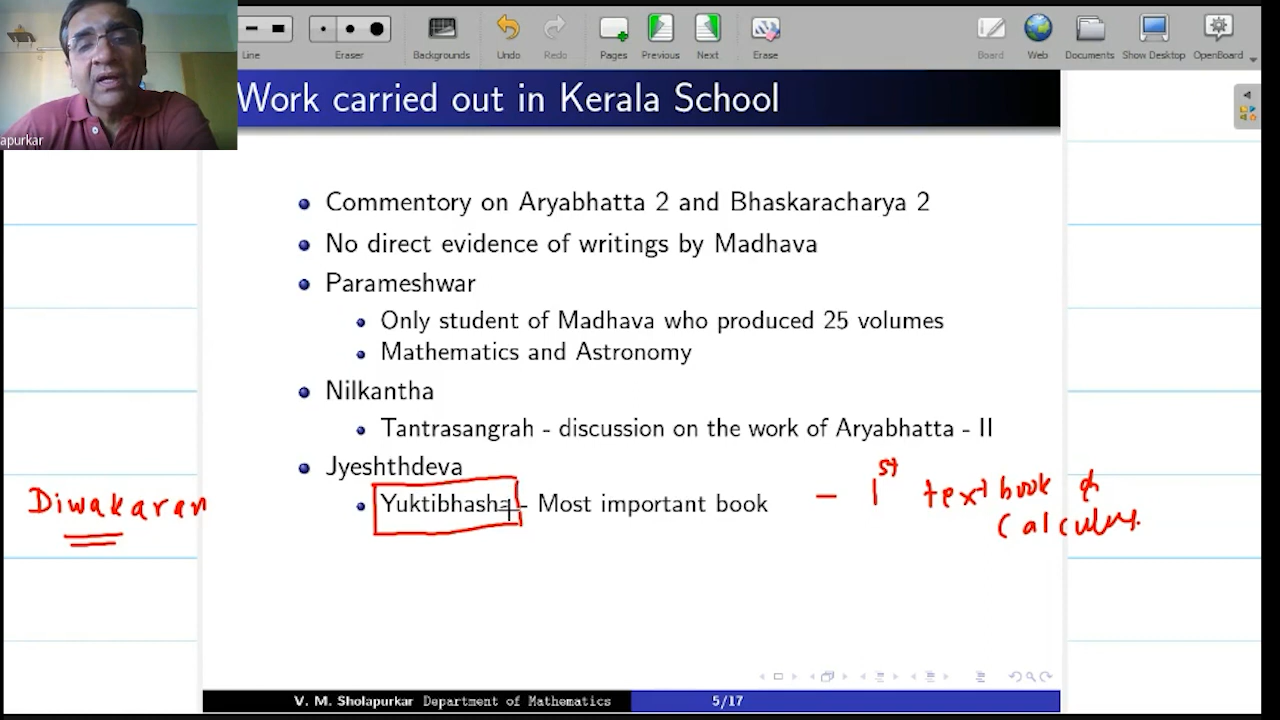 Line
Eraser
Backgrounds
Undo
Redo
Pages
Previous
Next
Erase
Board
Web
Documents
Show Desktop
OpenBoard
apurkar
Work carried out in Kerala School
Commentory on Aryabhatta 2 and Bhaskaracharya 2
No direct evidence of writings by Madhava
Parameshwar
Only student of Madhava who produced 25 volumes
Mathematics and Astronomy
Nilkantha
Tantrasangrah - discussion on the work of Aryabhatta - II
Jyeshthdeva
Yuktibhasha - Most important book
– 1st textbook of
Calculus.
Diwakaran
V. M. Sholapurkar Department of Mathematics
5/17